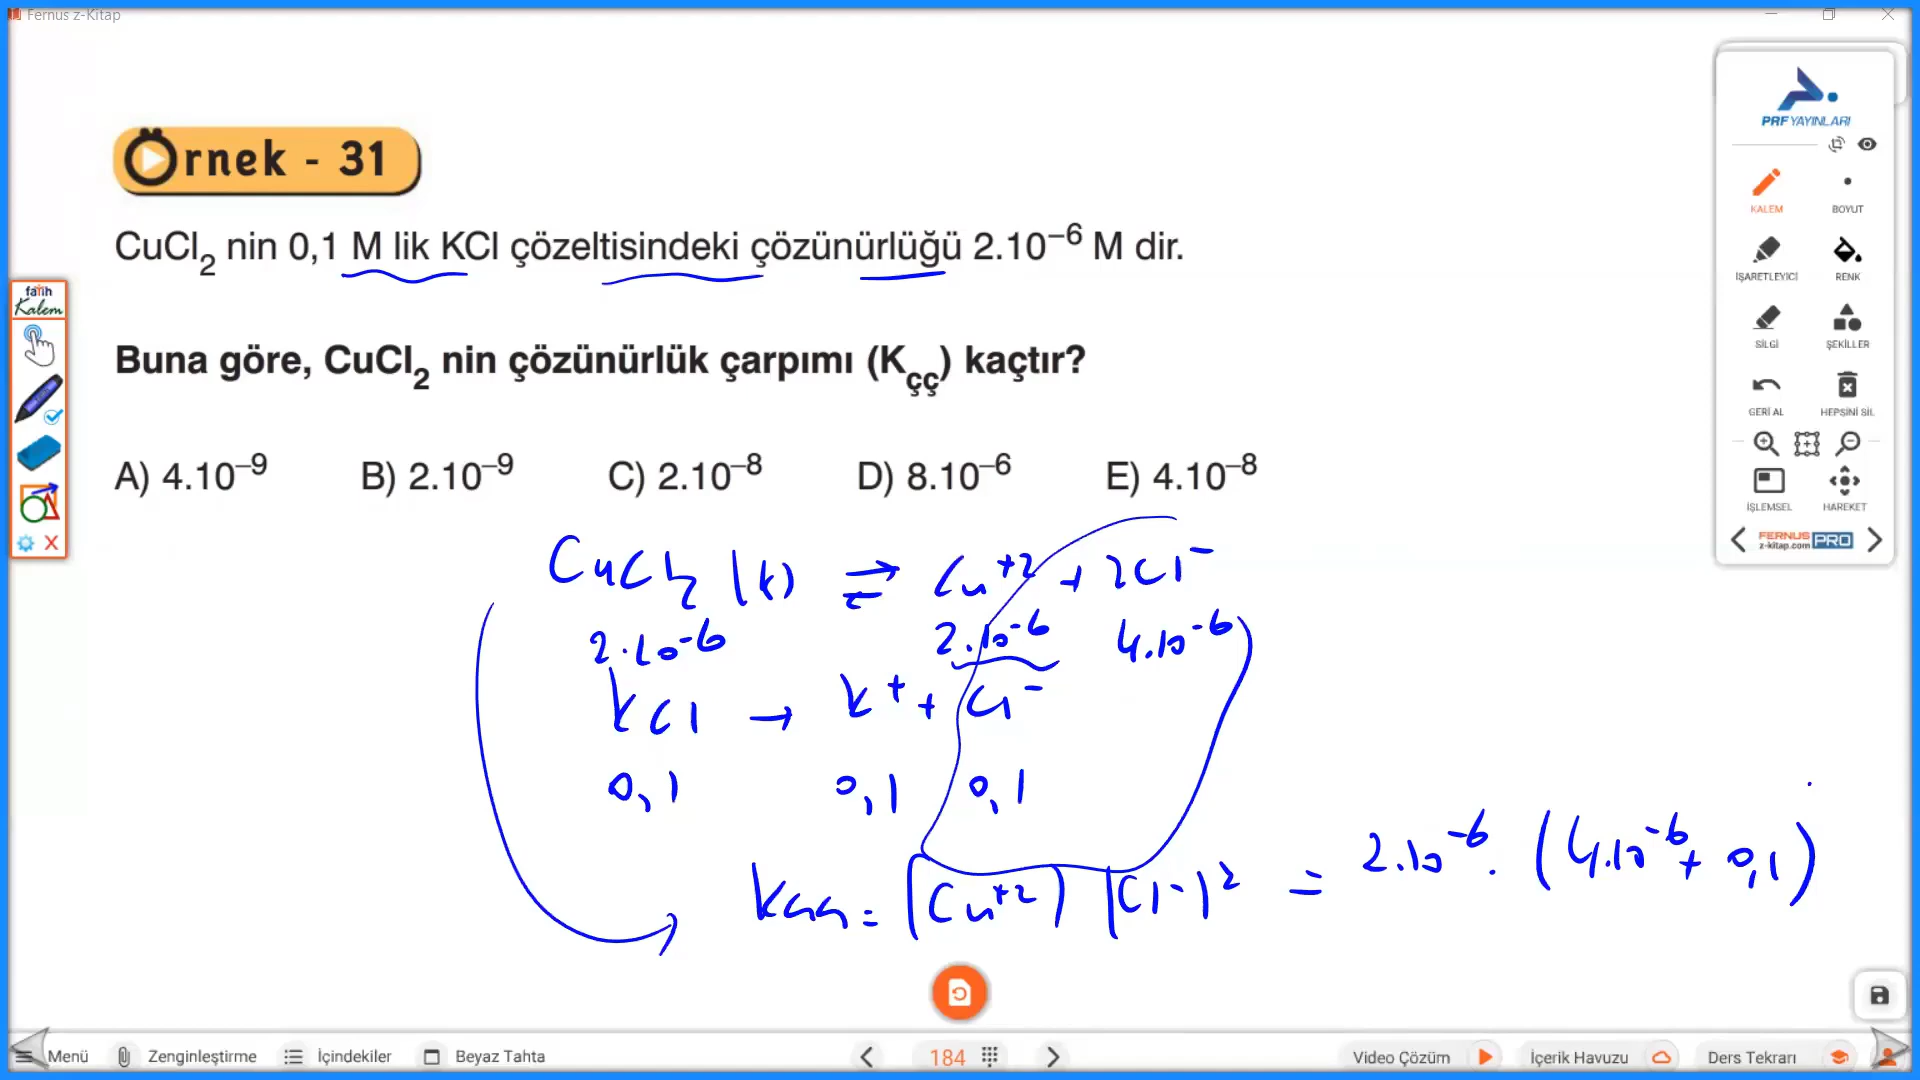 Fernus z-Kitap
PRF YAYINLARI
KALEM
BOYUT
İŞARETLEYİCİ
RENK
SİLGİ
ŞEKİLLER
GERİ AL
HEPSİNİ SİL
İŞLEMSEL
HAREKET
FERNUS
z-kitap.com PRO
fatih
Kalem
Örnek - 31
CuCl₂ nin 0,1 M lik KCl çözeltisindeki çözünürlüğü 2.10⁻⁶ M dir.
Buna göre, CuCl₂ nin çözünürlük çarpımı (Kçç) kaçtır?
A) 4.10⁻⁹ B) 2.10⁻⁹ C) 2.10⁻⁸ D) 8.10⁻⁶ E) 4.10⁻⁸
CuCl₂ (k) ⇌ Cu⁺² + 2Cl⁻
2.10⁻⁶ 2.10⁻⁶ 4.10⁻⁶
KCl → K⁺ + Cl⁻
0,1 0,1 0,1
Kçç = [Cu⁺²] [Cl⁻]² = 2.10⁻⁶. (4.10⁻⁶ + 0,1)
Menü Zenginleştirme İçindekiler Beyaz Tahta 184 Video Çözüm İçerik Havuzu Ders Tekrarı